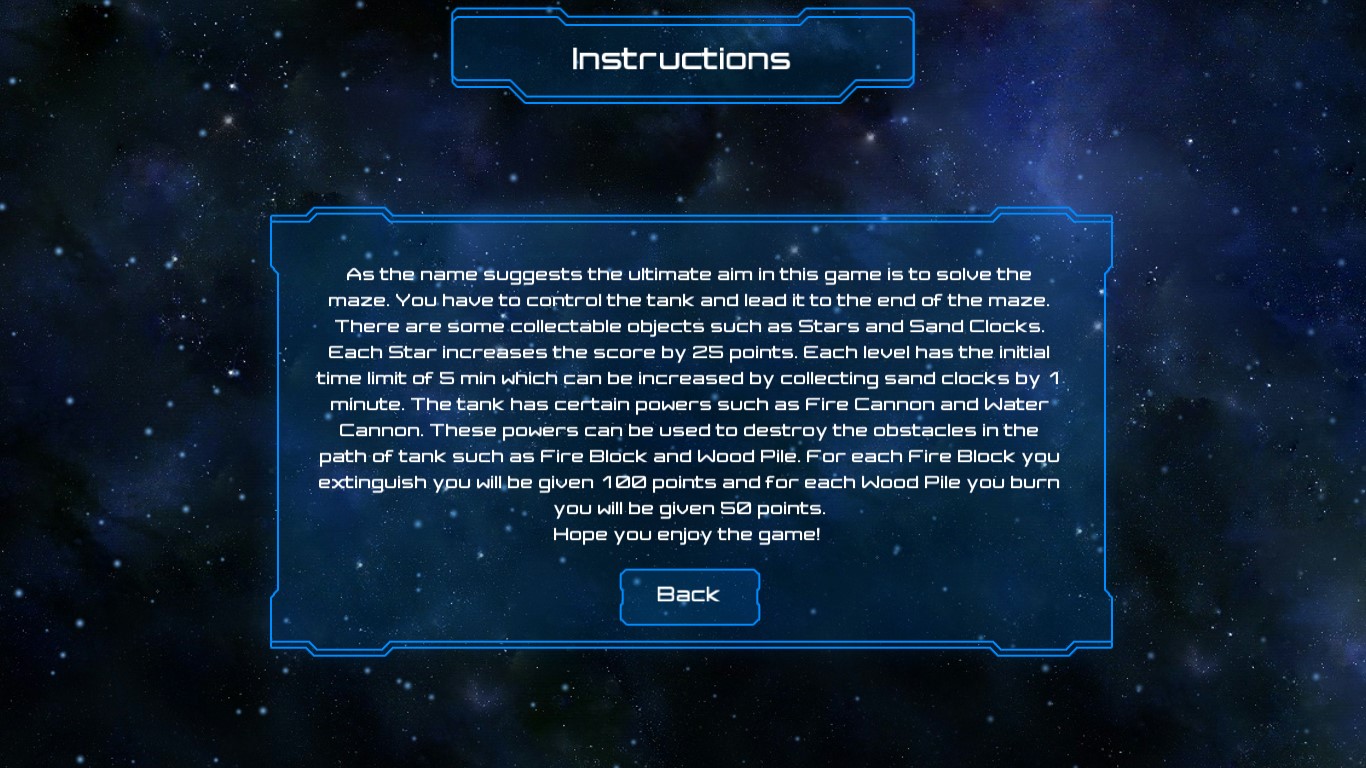 Instructions
As the name suggests the ultimate aim in this game is to solve the
maze. You have to control the tank and lead it to the end of the maze.
There are some collectable objects such as Stars and Sand Clocks.
Each Star increases the score by 25 points. Each level has the initial
time limit of 5 min which can be increased by collecting sand clocks by 1
minute. The tank has certain powers such as Fire Cannon and Water
Cannon. These powers can be used to destroy the obstacles in the
path of tank such as Fire Block and Wood Pile. For each Fire Block you
extinguish you will be given 100 points and for each Wood Pile you burn
you will be given 50 points.
Hope you enjoy the game!
Back